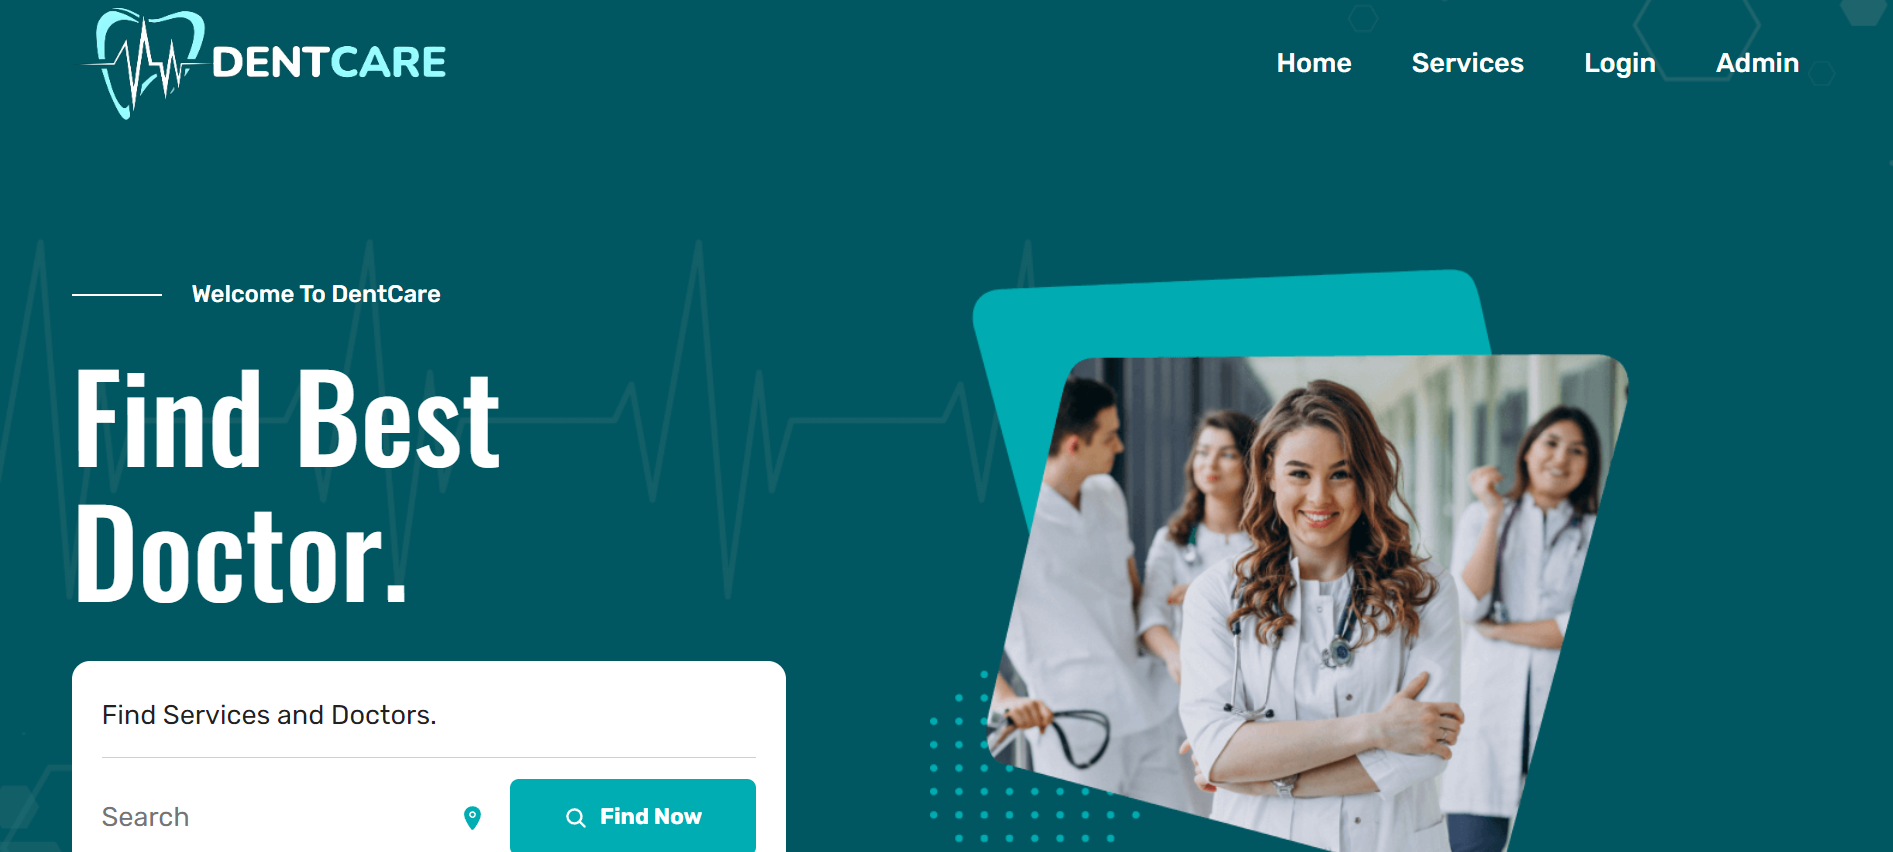 DENTCARE
Home Services Login Admin
Welcome To DentCare
Find Best
Doctor.
Find Services and Doctors.
Search
Find Now